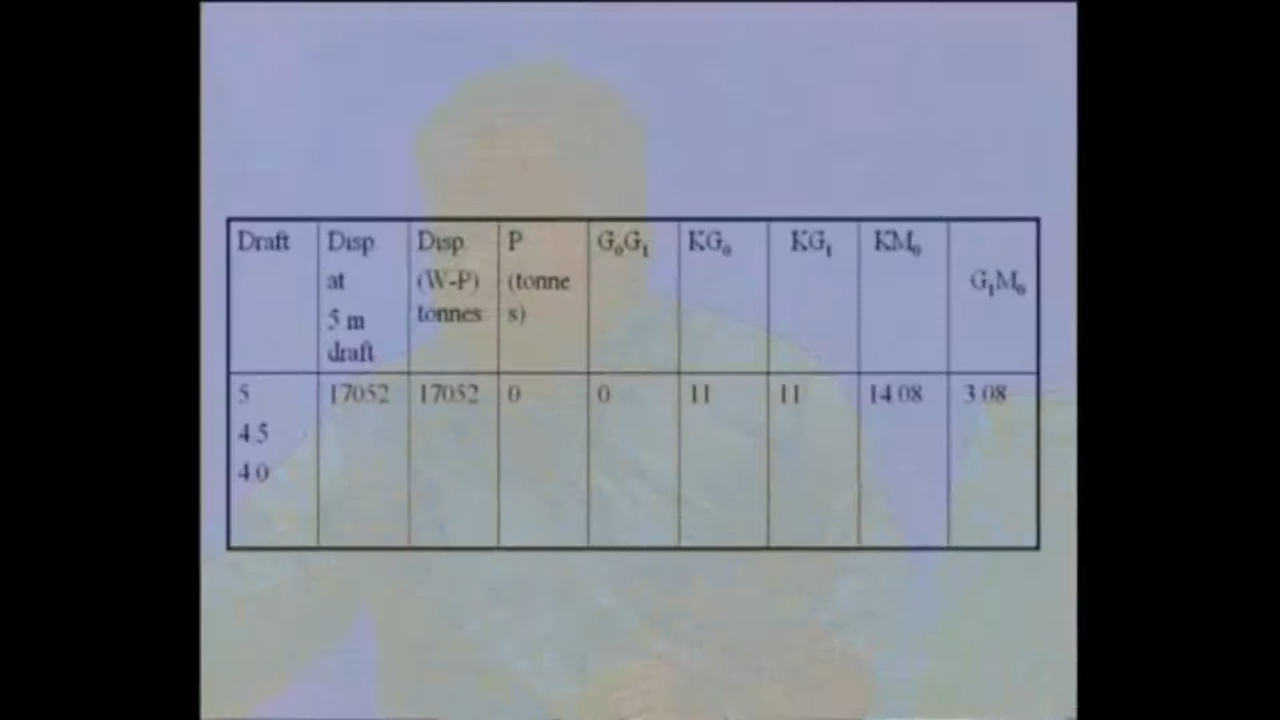 Draft Disp at 5 m draft Disp (W-P) tonnes P (tonne s) G₀G₁ KG₀ KG₁ KM₀ G₁M₀
5 17052 17052 0 0 11 11 14.08 3.08
4.5
4.0